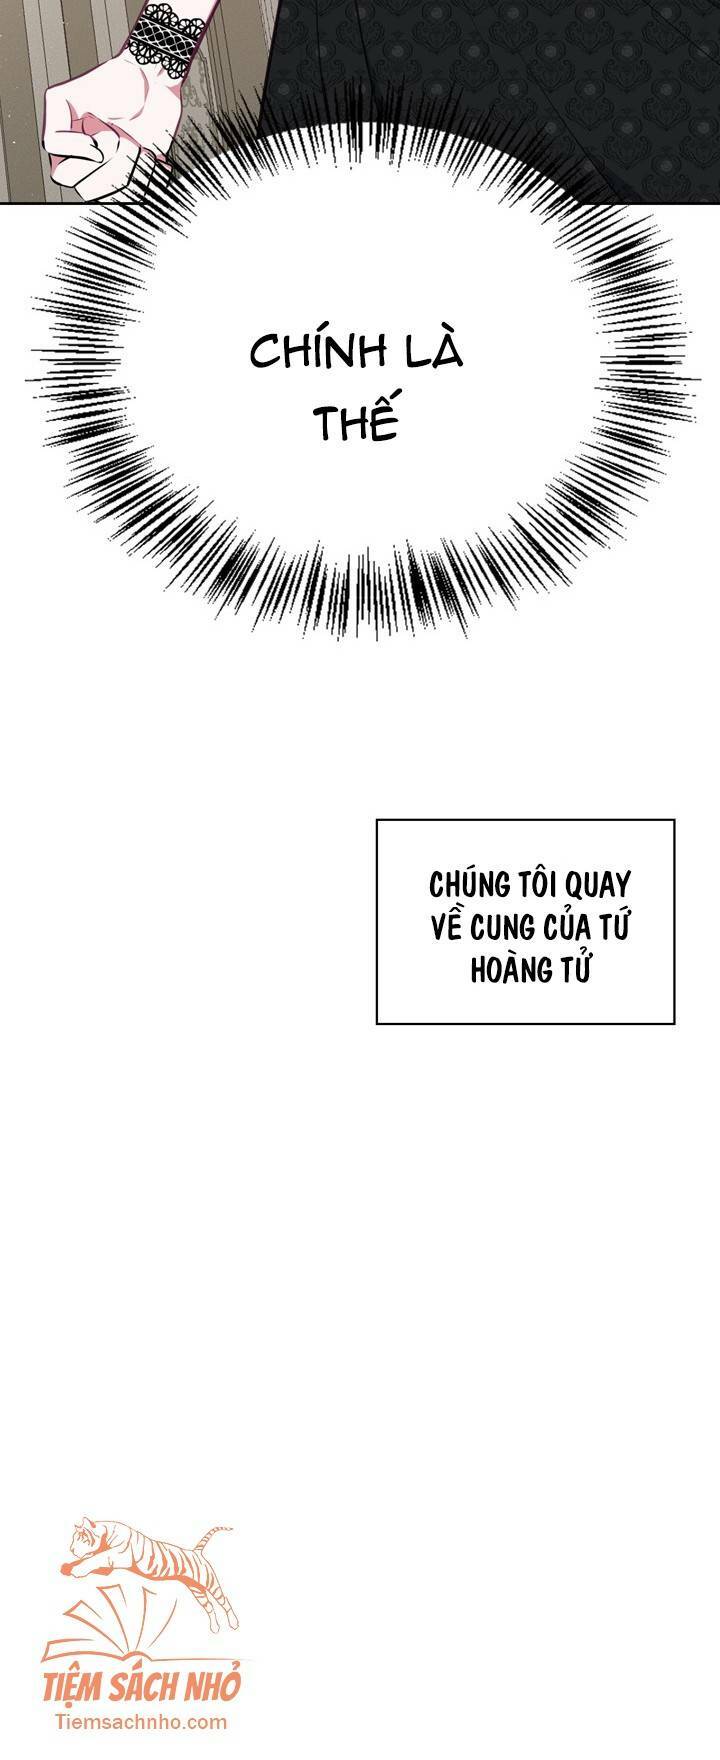 CHÍNH LÀ
THẾ
CHÚNG TÔI QUAY
VỀ CUNG CỦA TỨ
HOÀNG TỬ
TIỆM SÁCH NHỎ
Tiemsachnho.com